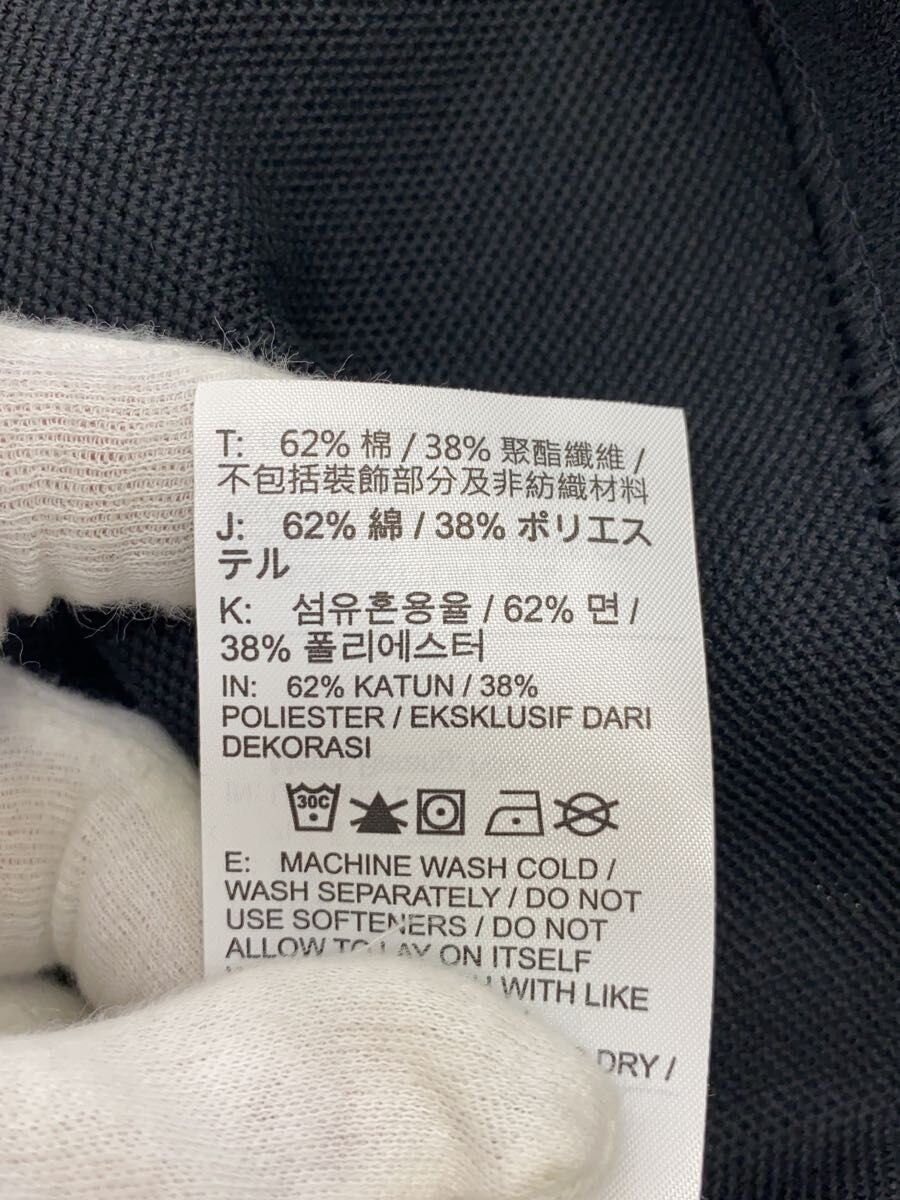 T: 62% 棉 / 38% 聚酯纖維 /
不包括裝飾部分及非紡織材料
J: 62% 綿 / 38% ポリエス
テル
K: 섬유혼용율 / 62% 면 /
38% 폴리에스터
IN: 62% KATUN / 38%
POLIESTER / EKSKLUSIF DARI
DEKORASI
30C
E: MACHINE WASH COLD /
WASH SEPARATELY / DO NOT
USE SOFTENERS / DO NOT
ALLOW TO LAY ON ITSELF
WITH LIKE
DRY /